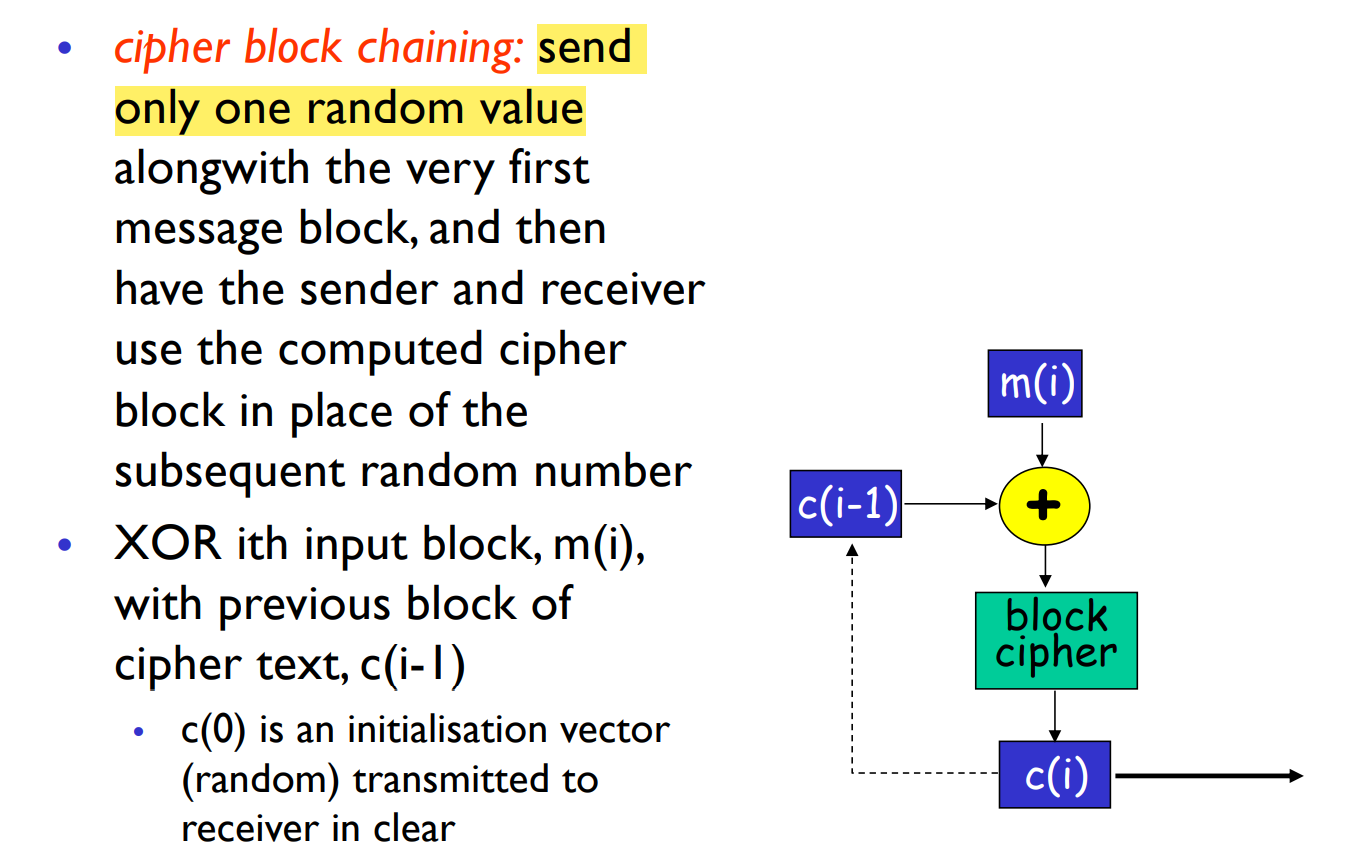 • cipher block chaining: send
only one random value
alongwith the very first
message block, and then
have the sender and receiver
use the computed cipher
block in place of the
subsequent random number
• XOR ith input block, m(i),
with previous block of
cipher text, c(i-1)
• c(0) is an initialisation vector
(random) transmitted to
receiver in clear
m(i)
c(i-1)
+
block
cipher
c(i)